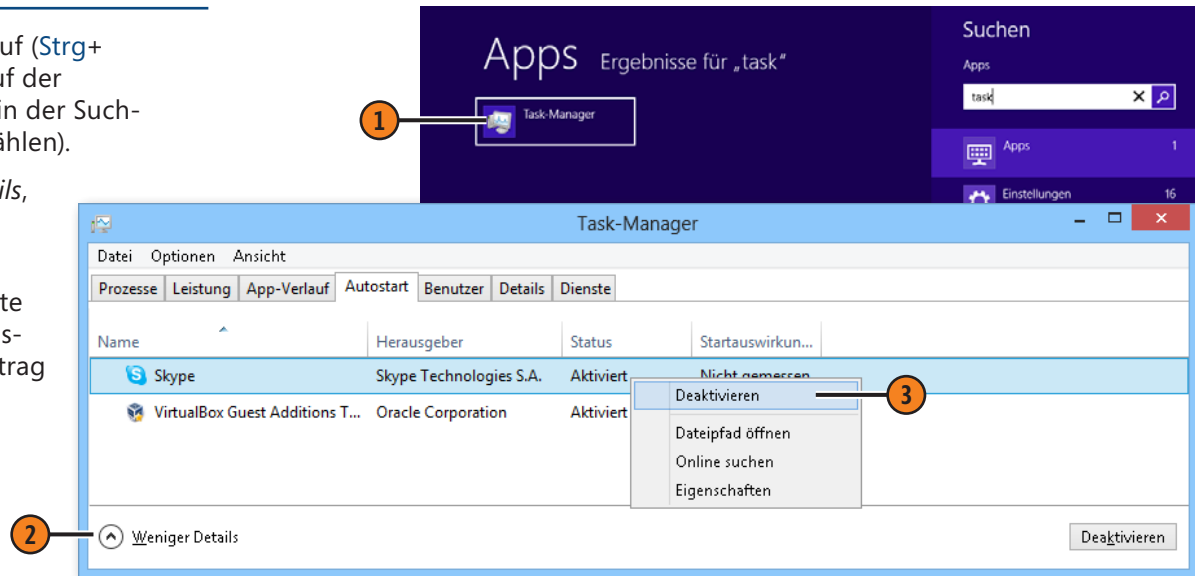 uf (Strg+
uf der
in der Such-
ählen).
ils,
te
s-
trag
Apps Ergebnisse für „task"
Task-Manager
1
Suchen
Apps
task
Apps 1
Einstellungen 16
Task-Manager
Datei Optionen Ansicht
Prozesse Leistung App-Verlauf Autostart Benutzer Details Dienste
Name Herausgeber Status Startauswirkun...
Skype Skype Technologies S.A. Aktiviert Nicht gemessen
VirtualBox Guest Additions T... Oracle Corporation Aktiviert
Deaktivieren
3
Dateipfad öffnen
Online suchen
Eigenschaften
2
Weniger Details
Deaktivieren